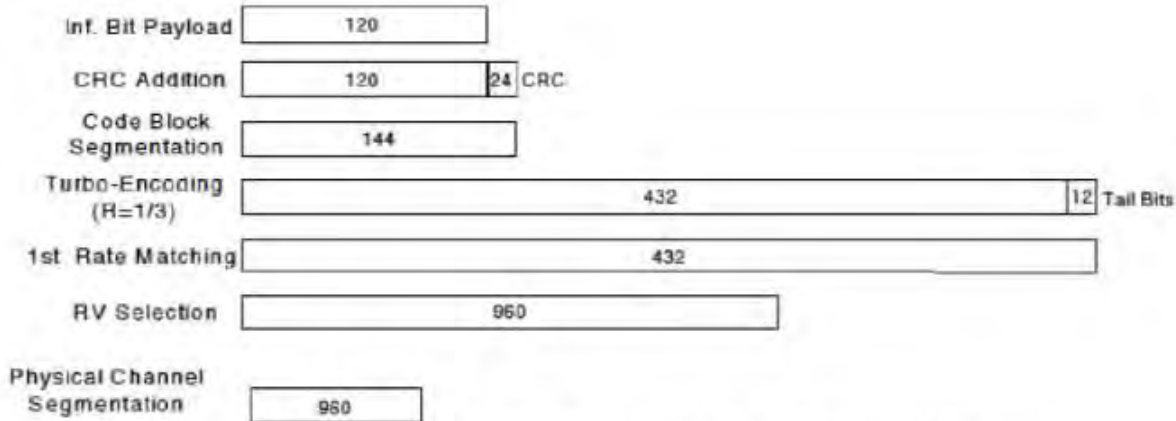 Inf. Bit Payload 120
CRC Addition 120 24 CRC
Code Block
Segmentation 144
Turbo-Encoding
(R=1/3) 432 12 Tail Bits
1st Rate Matching 432
RV Selection 960
Physical Channel
Segmentation 960